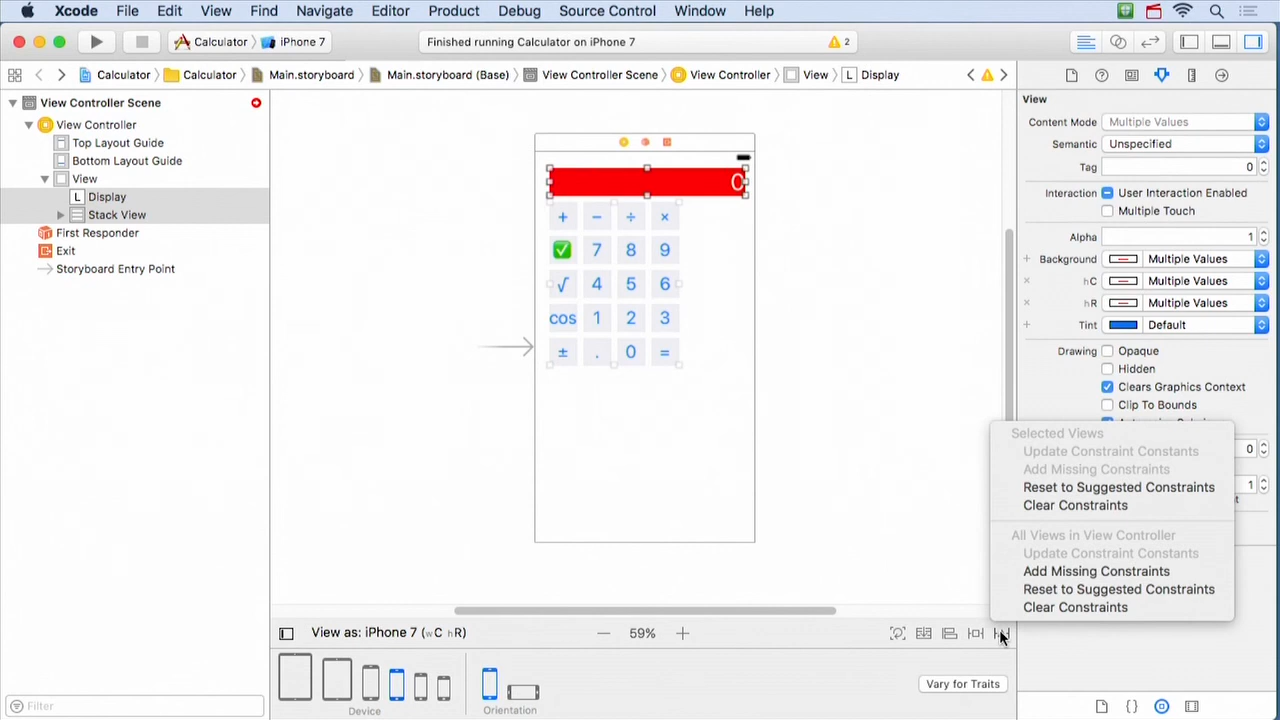 Xcode File Edit View Find Navigate Editor Product Debug Source Control Window Help
Calculator iPhone 7 Finished running Calculator on iPhone 7 2
Calculator Calculator Main.storyboard Main.storyboard (Base) View Controller Scene View Controller View L Display
View Controller Scene
View Controller
Top Layout Guide
Bottom Layout Guide
View
L Display
Stack View
First Responder
Exit
Storyboard Entry Point
Filter
0
+ − ÷ ×
7 8 9
√ 4 5 6
cos 1 2 3
± . 0 =
View as: iPhone 7 (wC hR) 59%
Device
Orientation
Vary for Traits
View
Content Mode Multiple Values
Semantic Unspecified
Tag 0
Interaction User Interaction Enabled
Multiple Touch
Alpha 1
Background Multiple Values
hC Multiple Values
hR Multiple Values
Tint Default
Drawing Opaque
Hidden
Clears Graphics Context
Clip To Bounds
0
1
Selected Views
Update Constraint Constants
Add Missing Constraints
Reset to Suggested Constraints
Clear Constraints
All Views in View Controller
Update Constraint Constants
Add Missing Constraints
Reset to Suggested Constraints
Clear Constraints